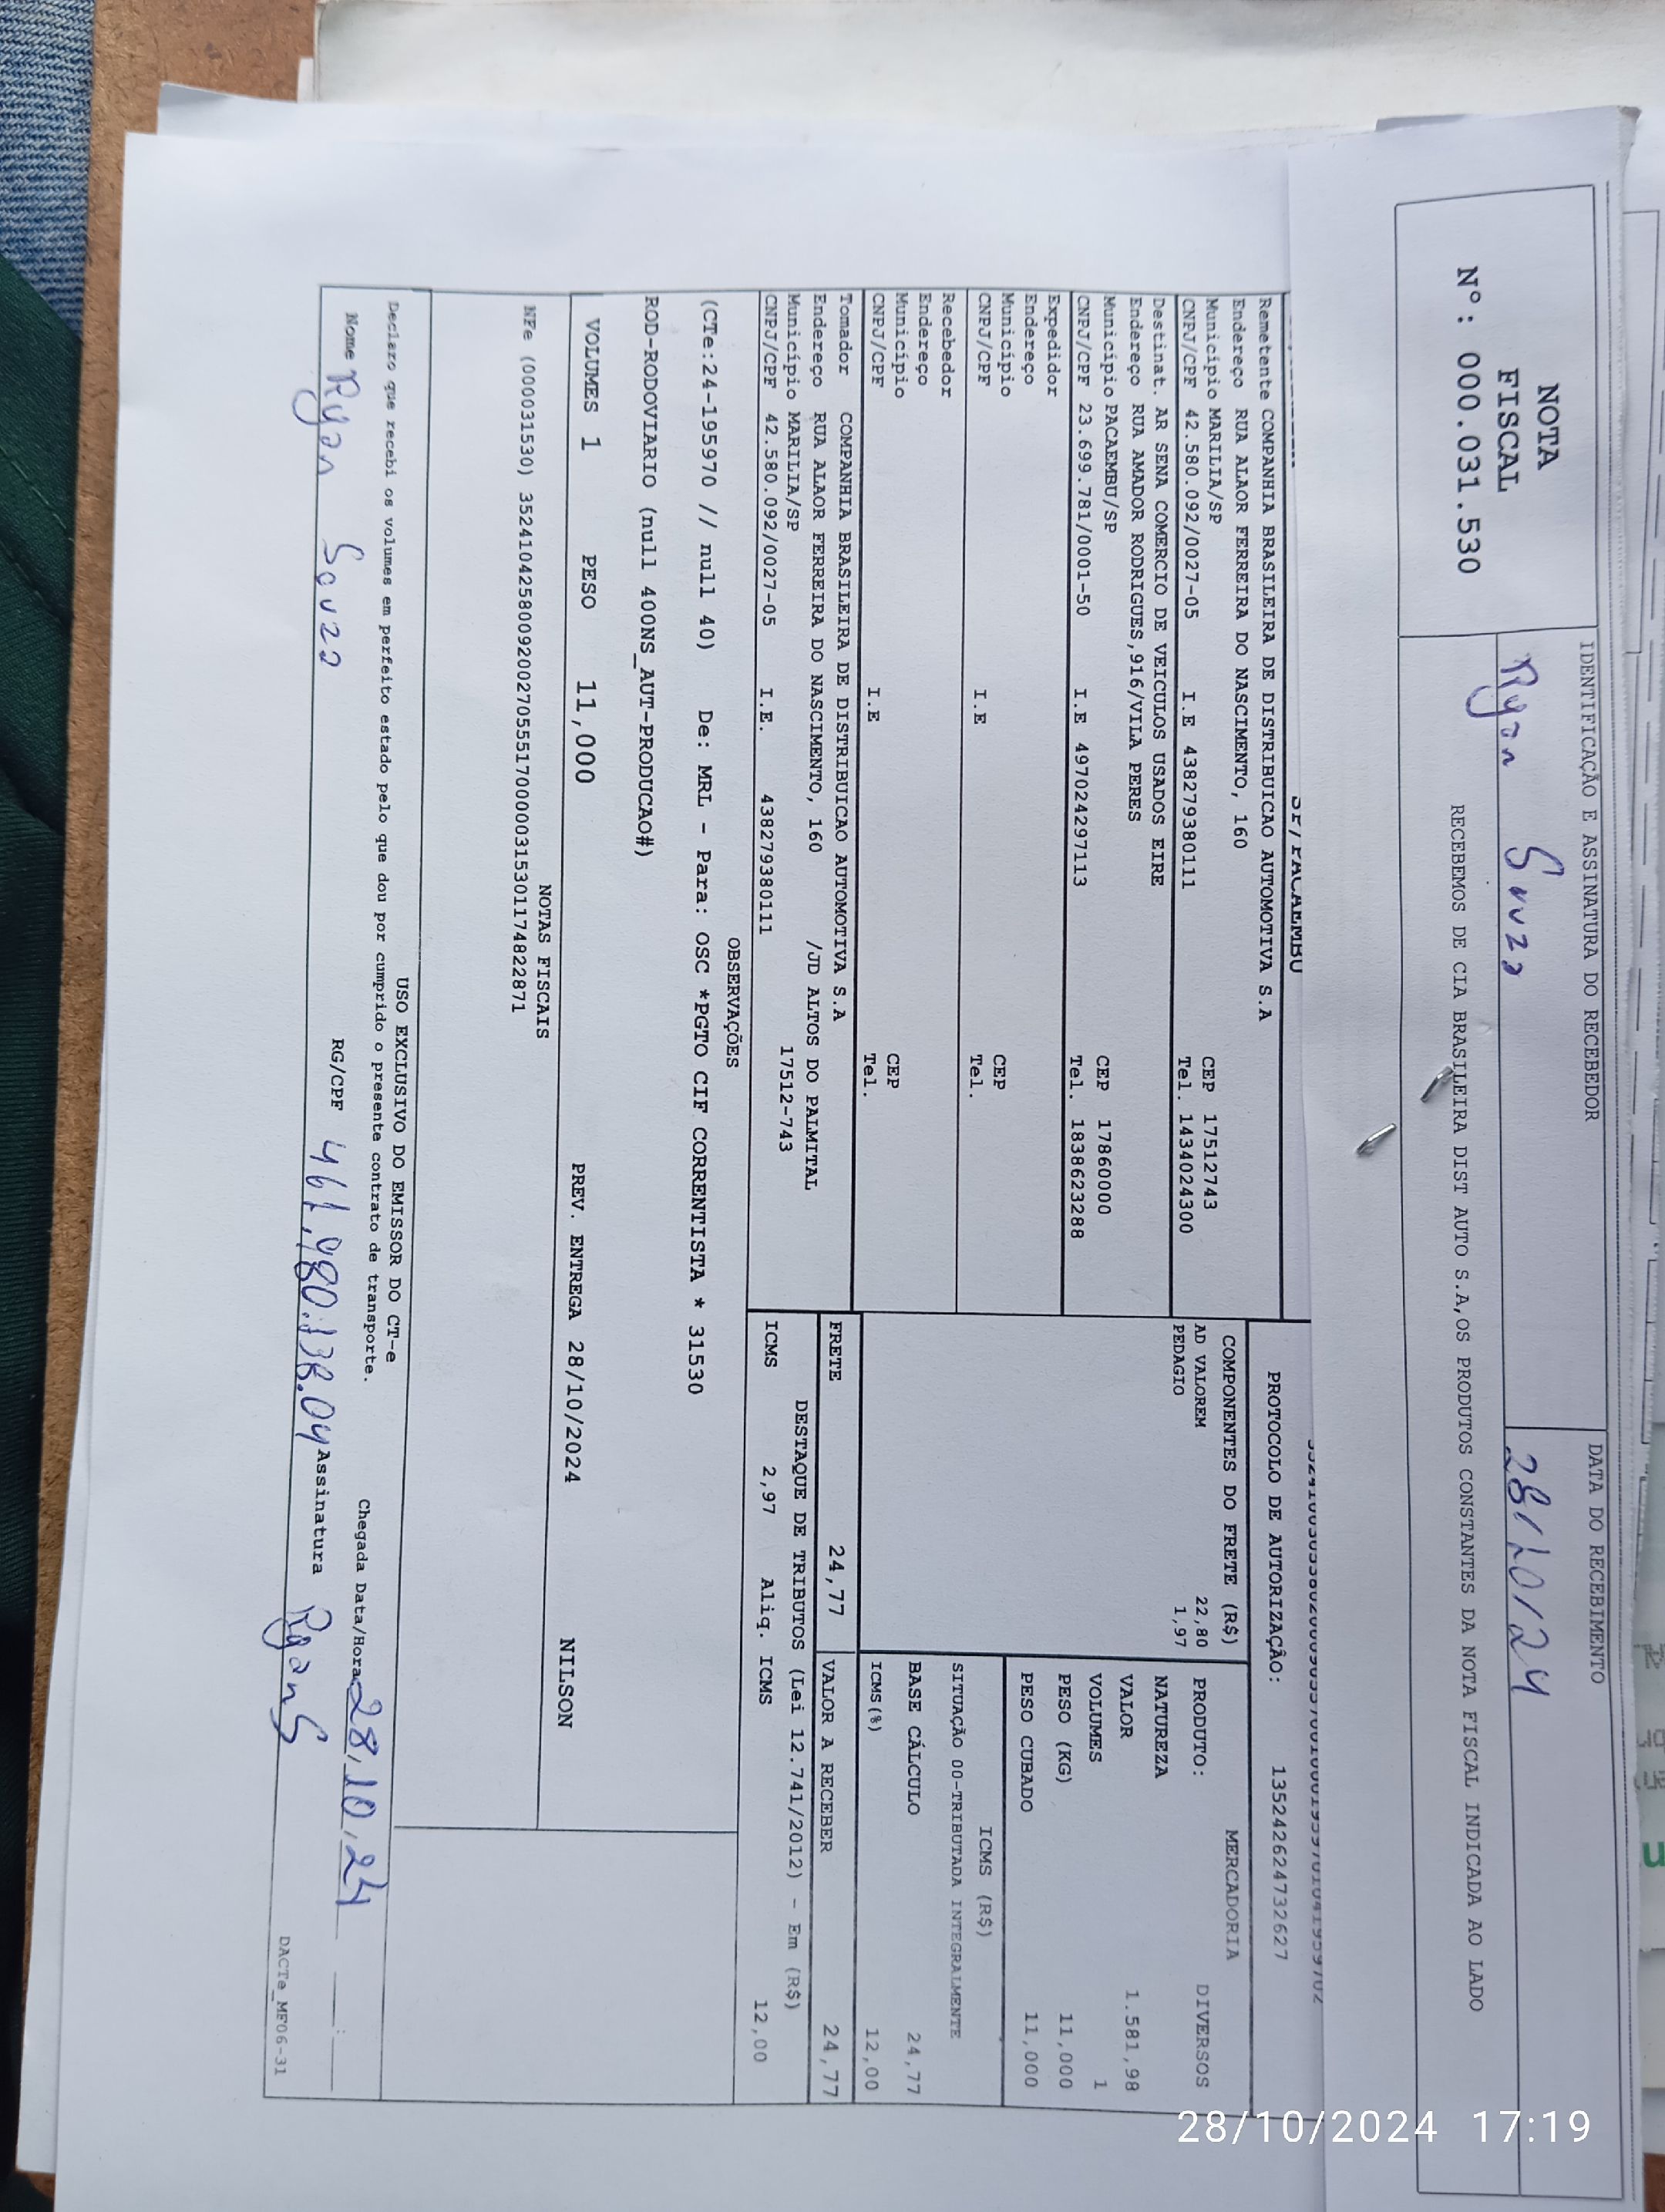 NOTA
FISCAL
N°: 000.031.530
IDENTIFICAÇÃO E ASSINATURA DO RECEBEDOR
Ryan Souza
DATA DO RECEBIMENTO
28/10/24
RECEBEMOS DE CIA BRASILEIRA DIST AUTO S.A,OS PRODUTOS CONSTANTES DA NOTA FISCAL INDICADA AO LADO
SP/PACAEMBU
PROTOCOLO DE AUTORIZAÇÃO: 135242624732627
Remetente COMPANHIA BRASILEIRA DE DISTRIBUICAO AUTOMOTIVA S.A
Endereço RUA ALAOR FERREIRA DO NASCIMENTO, 160
Município MARILIA/SP CEP 17512743
CNPJ/CPF 42.580.092/0027-05 I.E 438279380111 Tel. 1434024300
Destinat. AR SENA COMERCIO DE VEICULOS USADOS EIRE
Endereço RUA AMADOR RODRIGUES,916/VILA PERES
Município PACAEMBU/SP CEP 17860000
CNPJ/CPF 23.699.781/0001-50 I.E 497024297113 Tel. 1838623288
Expedidor
Endereço
Município CEP
CNPJ/CPF I.E Tel.
Recebedor
Endereço
Município CEP
CNPJ/CPF I.E Tel.
Tomador COMPANHIA BRASILEIRA DE DISTRIBUICAO AUTOMOTIVA S.A
Endereço RUA ALAOR FERREIRA DO NASCIMENTO, 160 /JD ALTOS DO PALMITAL
Município MARILIA/SP 17512-743
CNPJ/CPF 42.580.092/0027-05 I.E. 438279380111
COMPONENTES DO FRETE (R$)
AD VALOREM 22,80
PEDAGIO 1,97
MERCADORIA
PRODUTO: DIVERSOS
NATUREZA
VALOR 1.581,98
VOLUMES 1
PESO (KG) 11,000
PESO CUBADO 11,000
ICMS (R$)
SITUAÇÃO 00-TRIBUTADA INTEGRALMENTE
BASE CÁLCULO 24,77
ICMS(%) 12,00
FRETE 24,77 VALOR A RECEBER 24,77
DESTAQUE DE TRIBUTOS (Lei 12.741/2012) - Em (R$)
ICMS 2,97 Aliq. ICMS 12,00
OBSERVAÇÕES
(CTe:24-195970 // null 40) De: MRL - Para: OSC *PGTO CIF CORRENTISTA * 31530
ROD-RODOVIARIO (null 400NS_AUT-PRODUCAO#)
VOLUMES 1 PESO 11,000 PREV. ENTREGA 28/10/2024 NILSON
NOTAS FISCAIS
NFe (000031530) 35241042580092002705551700000315301174822871
USO EXCLUSIVO DO EMISSOR DO CT-e
Declaro que recebi os volumes em perfeito estado pelo que dou por cumprido o presente contrato de transporte.
Chegada Data/Hora 28,10,24
Nome Ryan Souza RG/CPF 461.980.138.04 Assinatura Ryan S
DACTe_MF06-31
28/10/2024 17:19